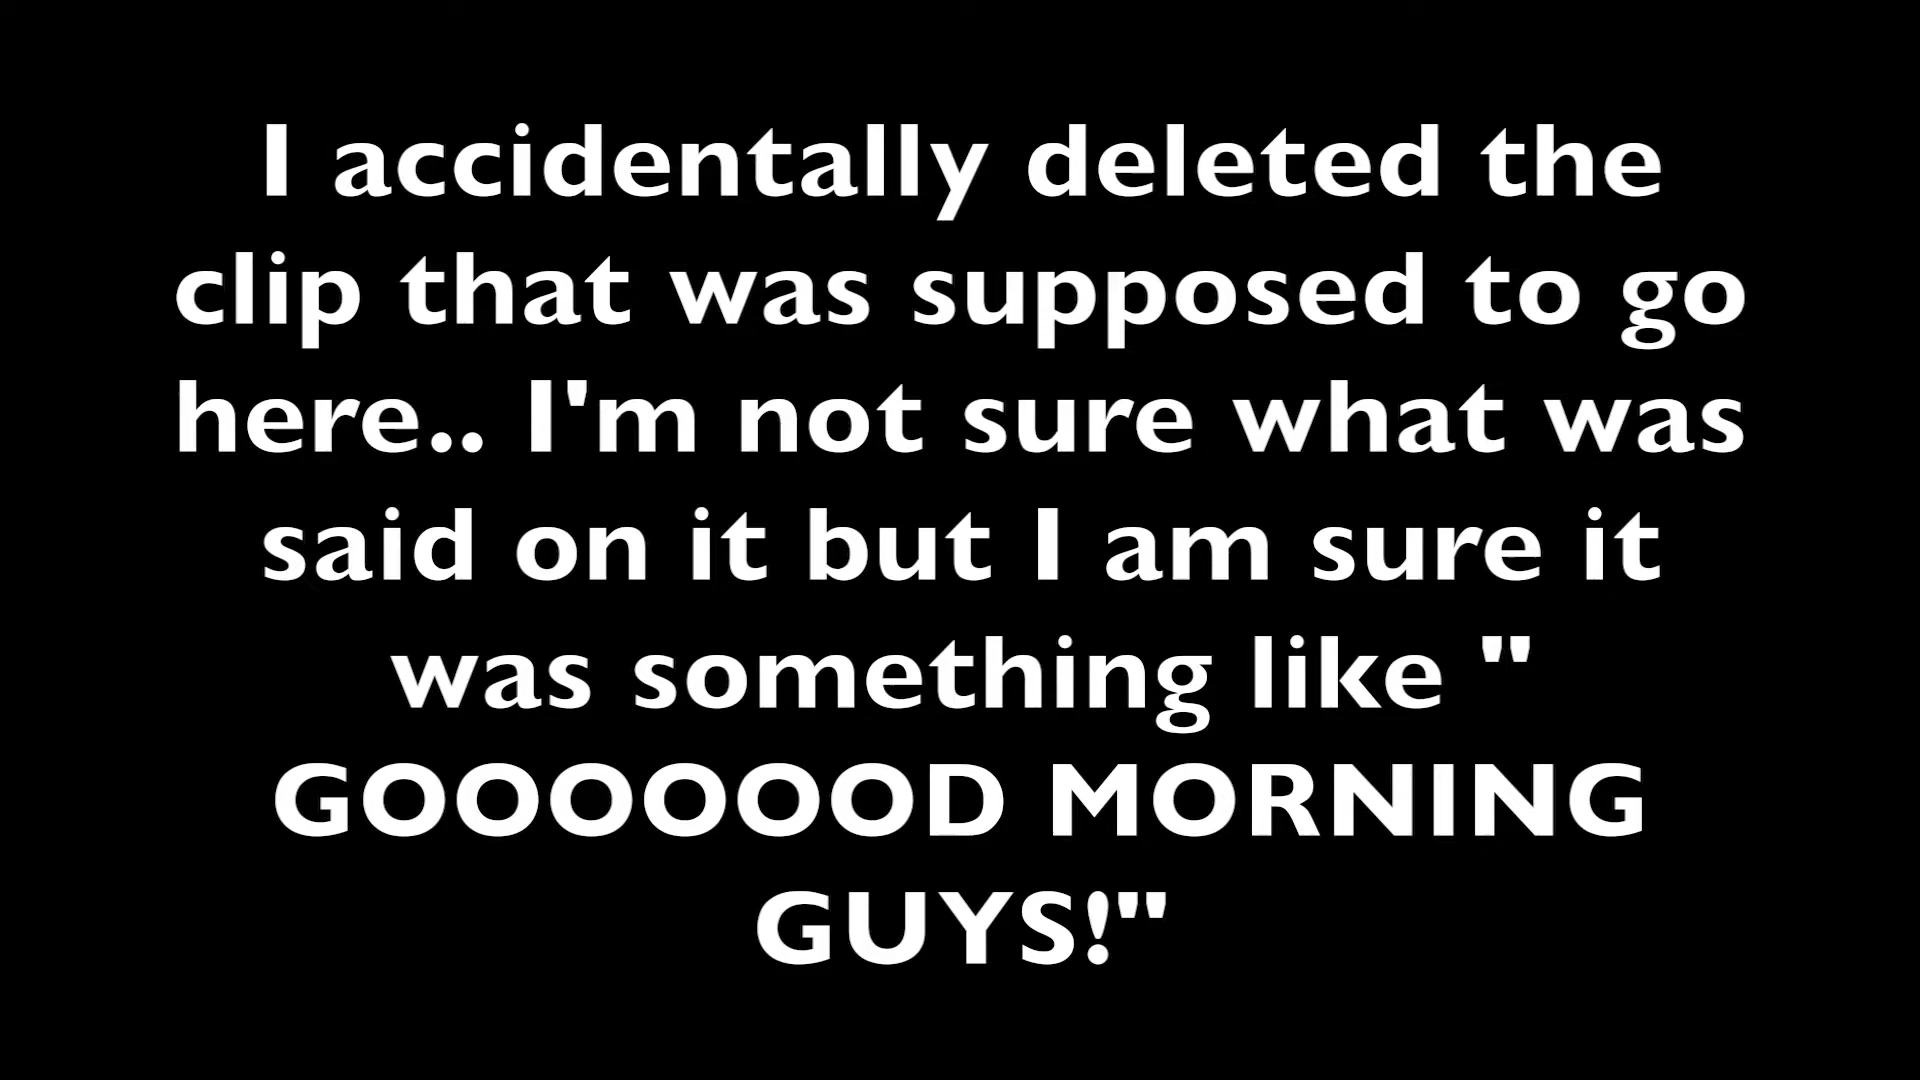 I accidentally deleted the
clip that was supposed to go
here.. I'm not sure what was
said on it but I am sure it
was something like "
GOOOOOOD MORNING
GUYS!"